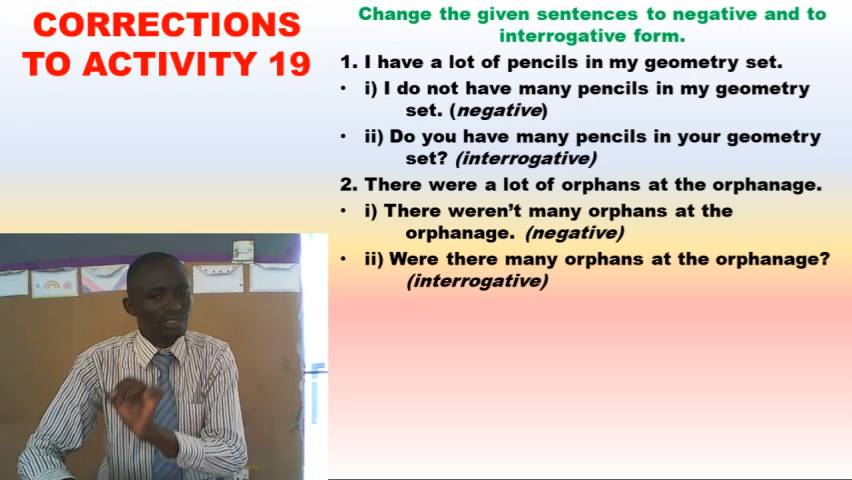 CORRECTIONS
TO ACTIVITY 19
Change the given sentences to negative and to
interrogative form.
1. I have a lot of pencils in my geometry set.
• i) I do not have many pencils in my geometry
set. (negative)
• ii) Do you have many pencils in your geometry
set? (interrogative)
2. There were a lot of orphans at the orphanage.
• i) There weren't many orphans at the
orphanage. (negative)
• ii) Were there many orphans at the orphanage?
(interrogative)